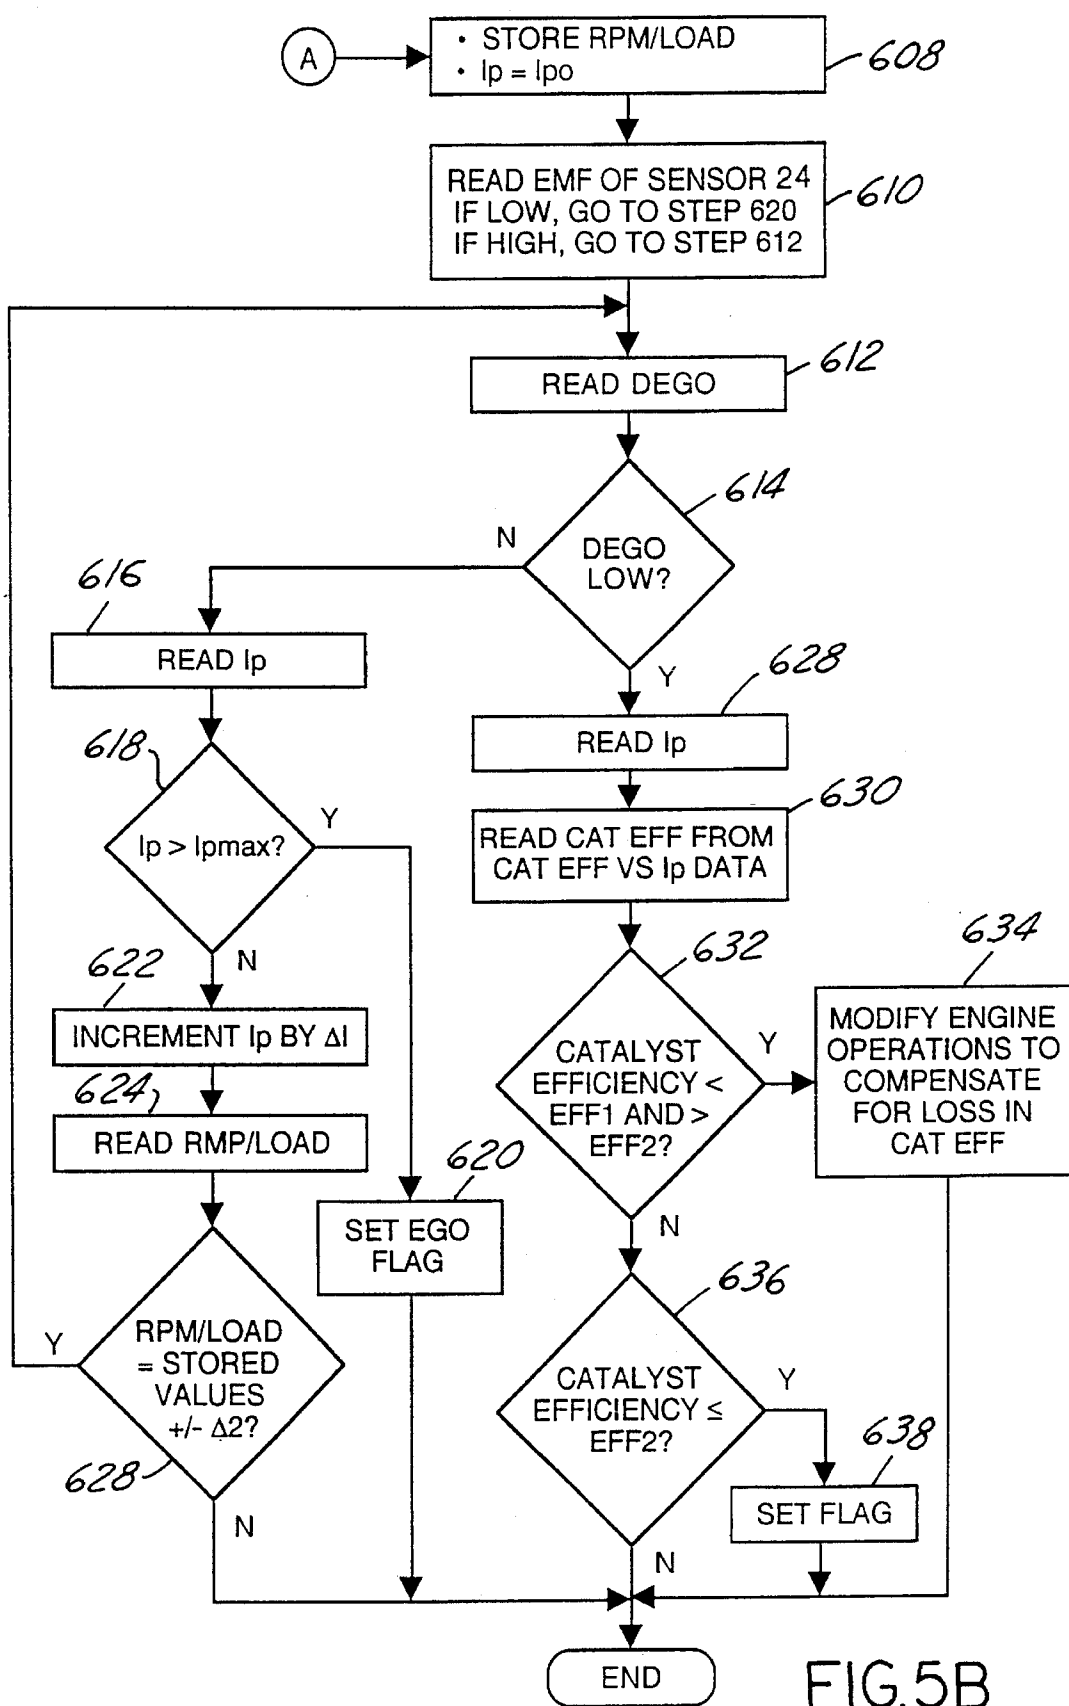 A
• STORE RPM/LOAD
• Ip = Ipo
608
READ EMF OF SENSOR 24
IF LOW, GO TO STEP 620
IF HIGH, GO TO STEP 612
610
READ DEGO
612
DEGO
LOW?
614
N
Y
616
READ Ip
618
Ip > Ipmax?
Y
N
622
INCREMENT Ip BY ΔI
624
READ RMP/LOAD
RPM/LOAD
= STORED
VALUES
+/- Δ2?
628
Y
N
620
SET EGO
FLAG
628
READ Ip
630
READ CAT EFF FROM
CAT EFF VS Ip DATA
632
CATALYST
EFFICIENCY <
EFF1 AND >
EFF2?
Y
N
634
MODIFY ENGINE
OPERATIONS TO
COMPENSATE
FOR LOSS IN
CAT EFF
636
CATALYST
EFFICIENCY ≤
EFF2?
Y
N
638
SET FLAG
END
FIG.5B